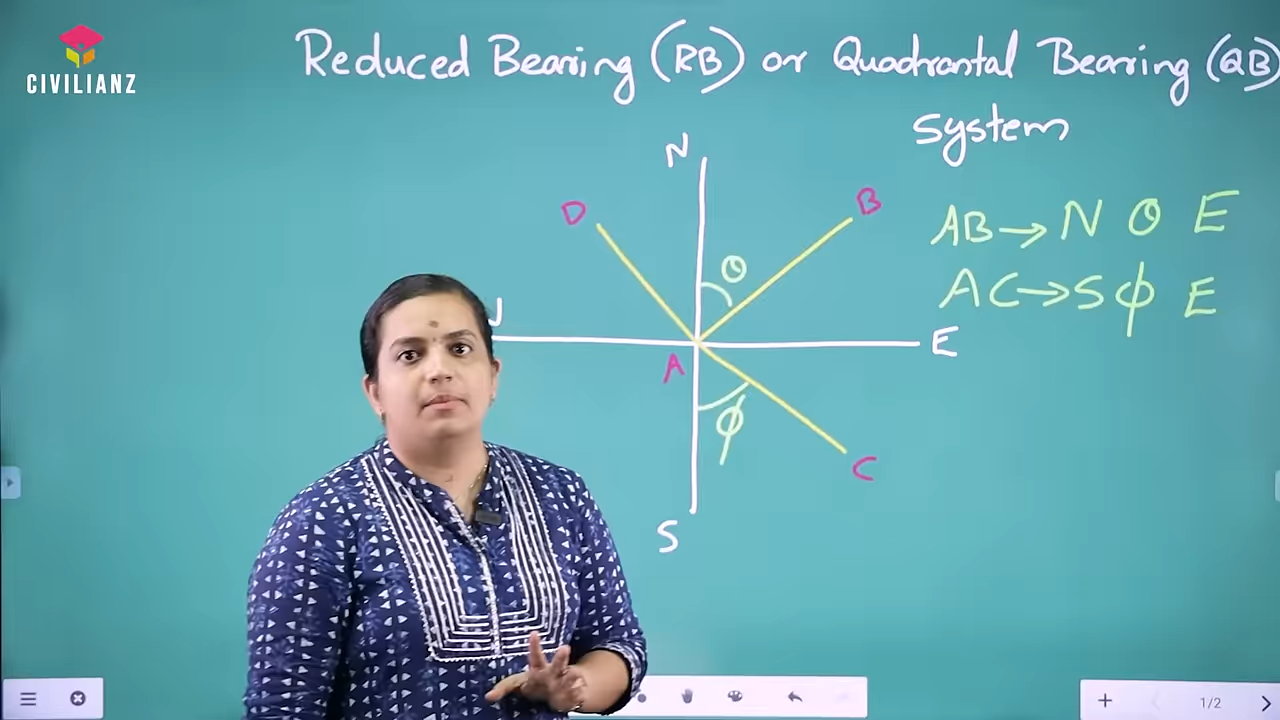 CIVILIANZ
Reduced Bearing (RB) or Quadrantal Bearing (QB)
System
N
D
B
θ
AB→ N θ E
AC→S ϕ E
E
A
ϕ
C
S
1/2